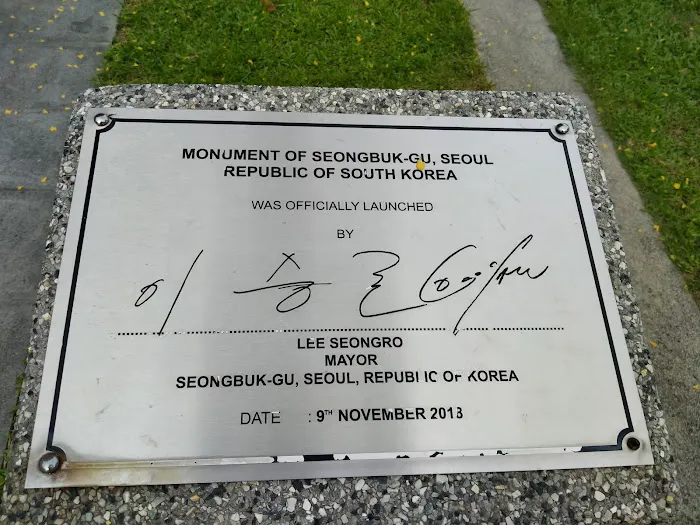 MONUMENT OF SEONGBUK-GU, SEOUL
REPUBLIC OF SOUTH KOREA
WAS OFFICIALLY LAUNCHED
BY
이 승 로
LEE SEONGRO
MAYOR
SEONGBUK-GU, SEOUL, REPUBLIC OF KOREA
DATE : 9TH NOVEMBER 2018